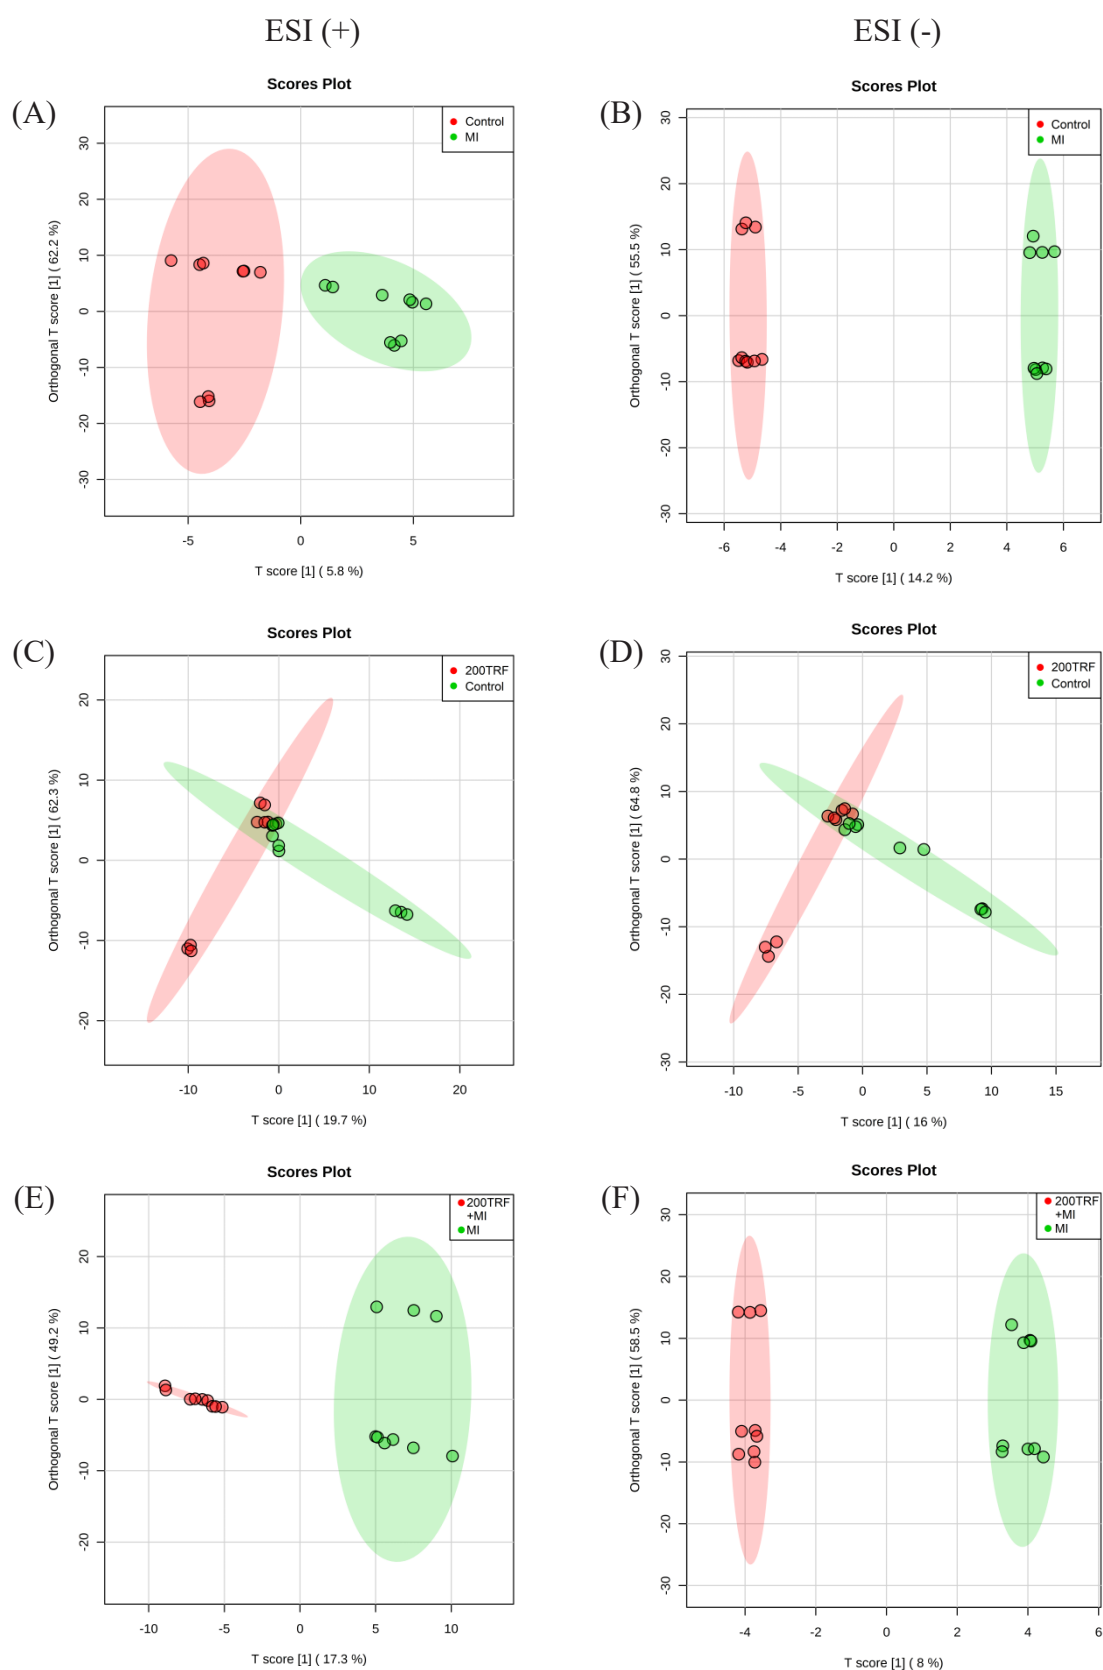 ESI (+)
ESI (-)
(A)
Scores Plot
Control
MI
Orthogonal T score [1] ( 62.2 %)
30
20
10
0
-10
-20
-30
-5
0
5
T score [1] ( 5.8 %)
(B)
Scores Plot
Control
MI
Orthogonal T score [1] ( 55.5 %)
30
20
10
0
-10
-20
-30
-6
-4
-2
0
2
4
6
T score [1] ( 14.2 %)
(C)
Scores Plot
200TRF
Control
Orthogonal T score [1] ( 62.3 %)
20
10
0
-10
-20
-10
0
10
20
T score [1] ( 19.7 %)
(D)
Scores Plot
200TRF
Control
Orthogonal T score [1] ( 64.8 %)
30
20
10
0
-10
-20
-30
-10
-5
0
5
10
15
T score [1] ( 16 %)
(E)
Scores Plot
200TRF
+MI
MI
Orthogonal T score [1] ( 49.2 %)
20
10
0
-10
-20
-10
-5
0
5
10
T score [1] ( 17.3 %)
(F)
Scores Plot
200TRF
+MI
MI
Orthogonal T score [1] ( 58.5 %)
30
20
10
0
-10
-20
-30
-4
-2
0
2
4
6
T score [1] ( 8 %)